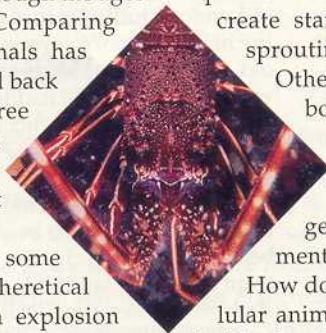 Comparing
nals has
l back
ree
some
heretical
explosion
create sta
sproutin
Othe
bo
ge
ment
How do
lular anim